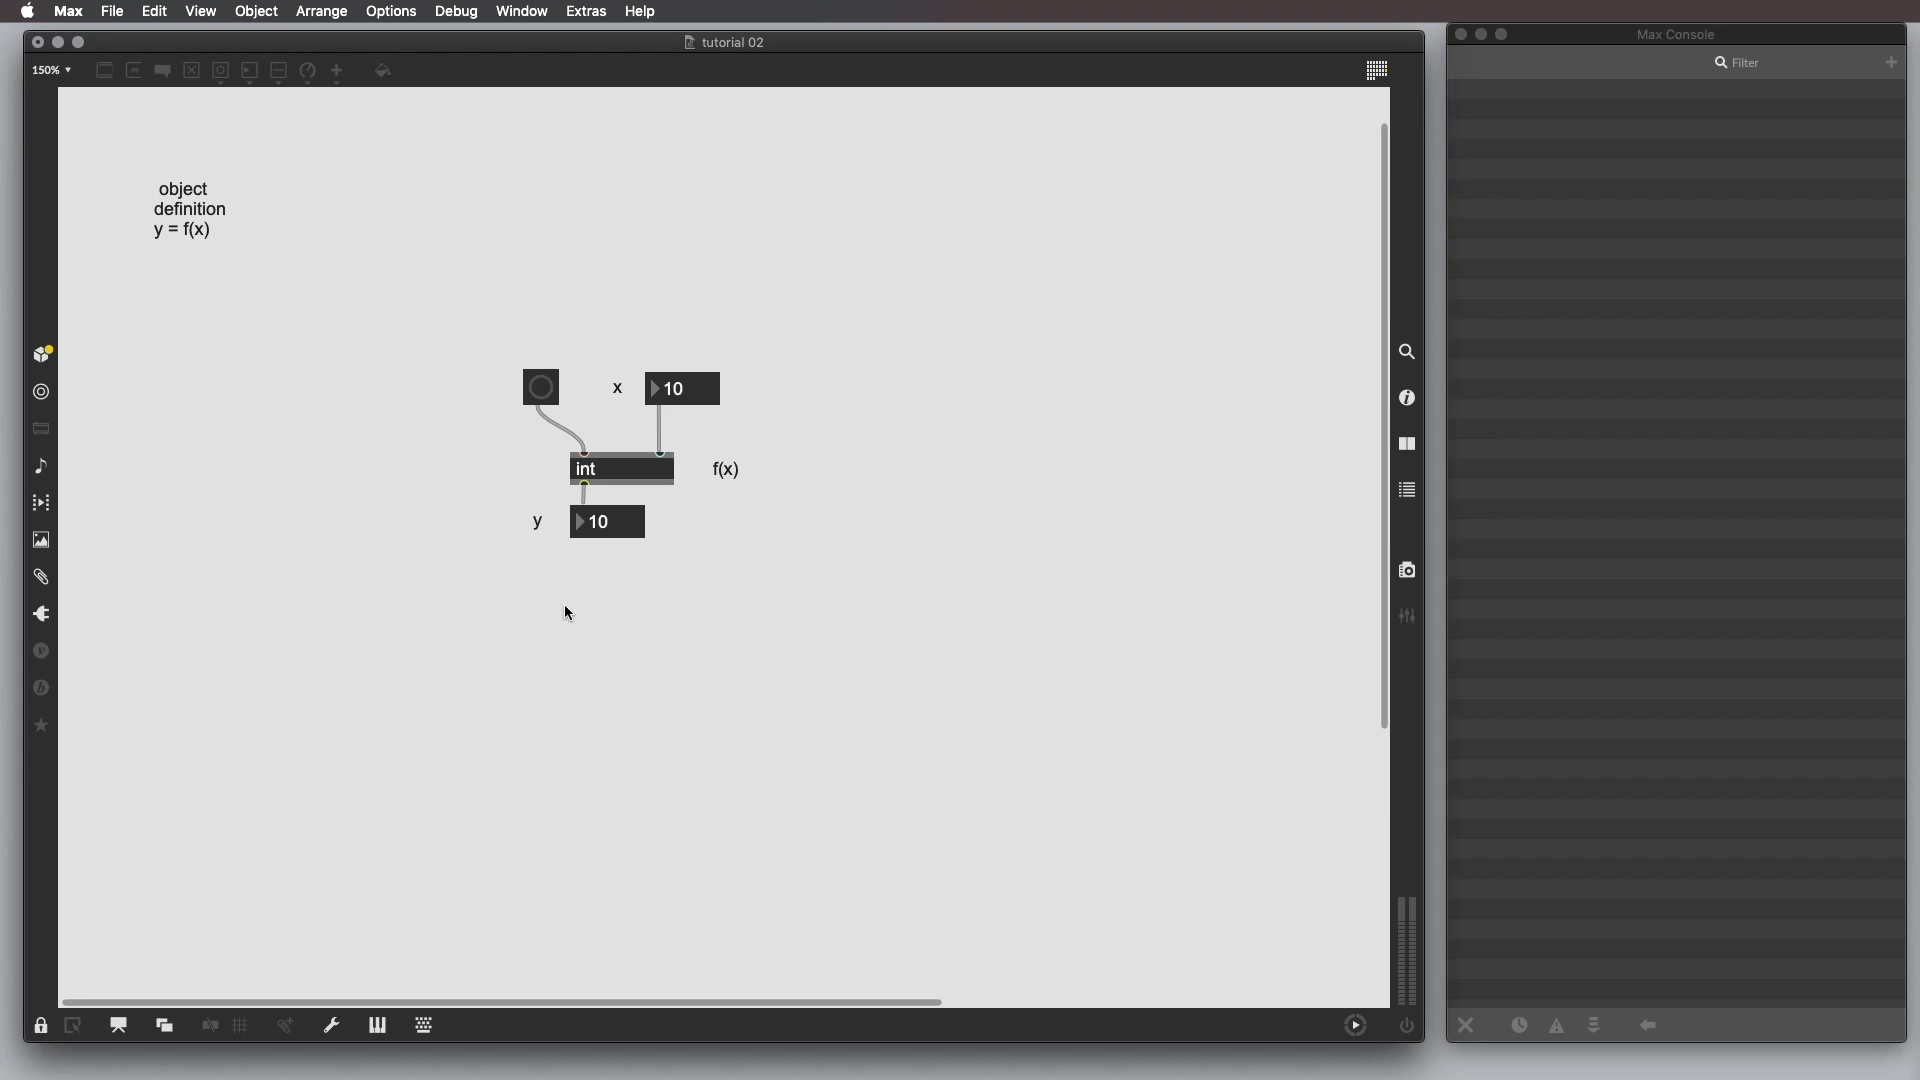 Max File Edit View Object Arrange Options Debug Window Extras Help
tutorial 02
Max Console
150%
Filter
object
definition
y = f(x)
x
10
int
f(x)
y
10